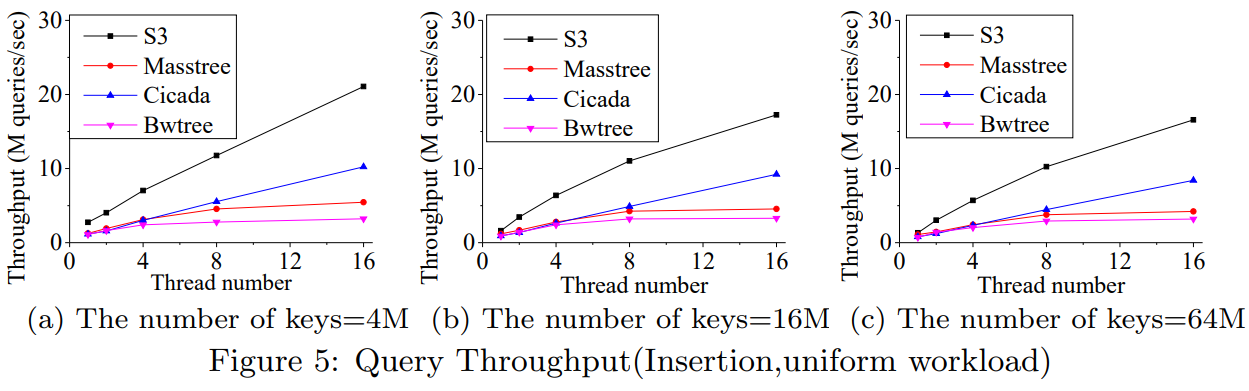 Throughput (M queries/sec)
30
20
10
0
S3
Masstree
Cicada
Bwtree
0 4 8 12 16
Thread number
(a) The number of keys=4M
Throughput (M queries/sec)
30
20
10
0
S3
Masstree
Cicada
Bwtree
0 4 8 12 16
Thread number
(b) The number of keys=16M
Throughput (M queries/sec)
30
20
10
0
S3
Masstree
Cicada
Bwtree
0 4 8 12 16
Thread number
(c) The number of keys=64M
Figure 5: Query Throughput(Insertion,uniform workload)